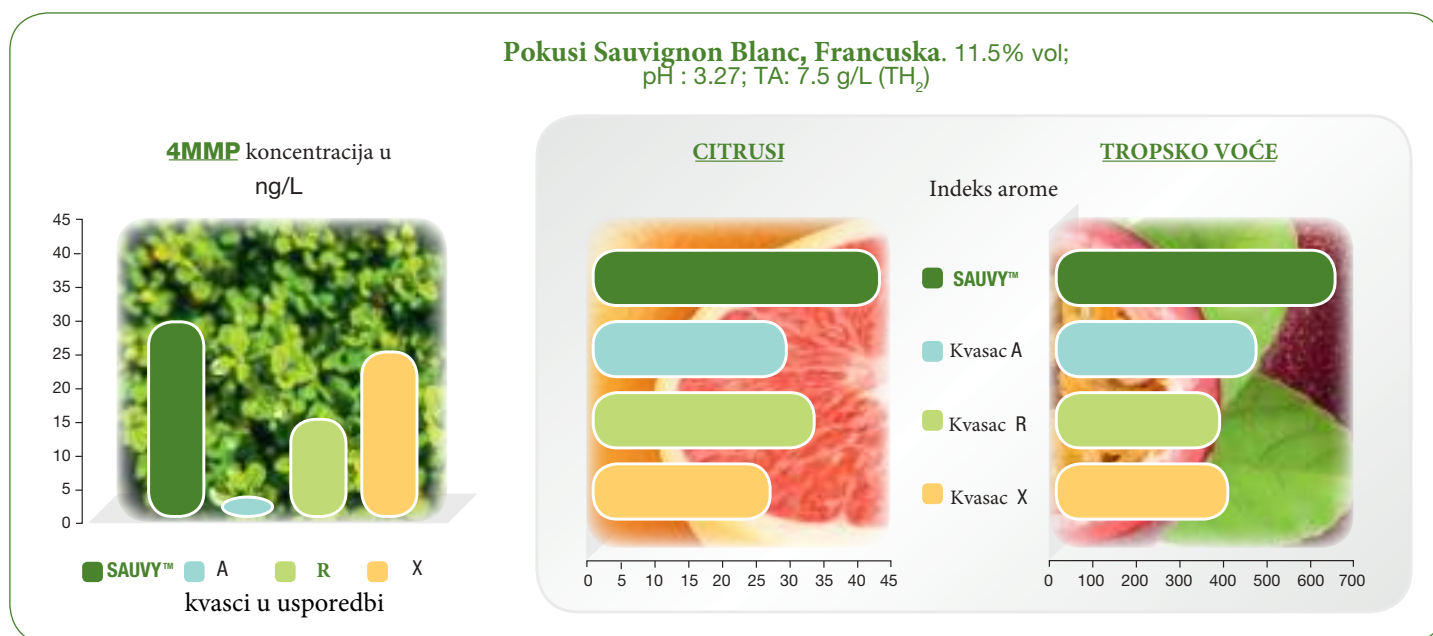 Pokusi Sauvignon Blanc, Francuska. 11.5% vol;
pH : 3.27; TA: 7.5 g/L (TH₂)
4MMP koncentracija u
ng/L
45
40
35
30
25
20
15
10
5
0
SAUVY™ A R X
kvasci u usporedbi
CITRUSI
TROPSKO VOĆE
Indeks arome
SAUVY™
Kvasac A
Kvasac R
Kvasac X
0 5 10 15 20 25 30 35 40 45
0 100 200 300 400 500 600 700